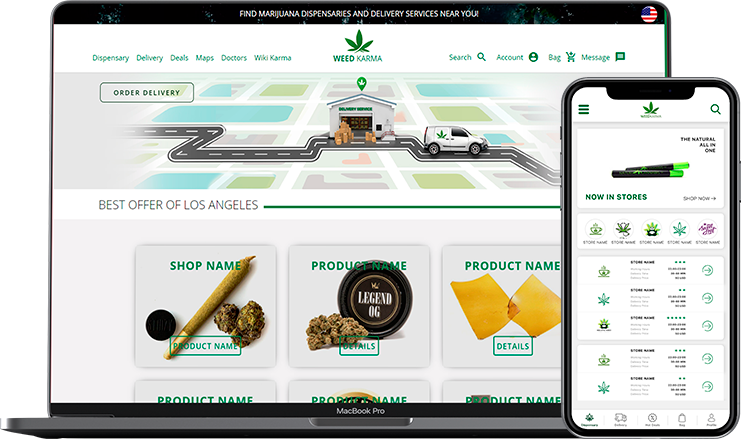 FIND MARIJUANA DISPENSARIES AND DELIVERY SERVICES NEAR YOU!
Dispensary Delivery Deals Maps Doctors Wiki Karma
WEED KARMA
Search Account Bag Message
ORDER DELIVERY
DELIVERY SERVICE
BEST OFFER OF LOS ANGELES
SHOP NAME
PRODUCT NAME
PRODUCT NAME
LEGEND
OG
PRODUCT NAME
DETAILS
DETAILS
PRODUCT NAME
PRODUCT NAME
PRODUCT NAME
MacBook Pro
WEED KARMA
THE NATURAL
ALL IN
ONE
NOW IN STORES
SHOP NOW
STORE NAME STORE NAME STORE NAME STORE NAME STORE NAME
STORE NAME
STORE NAME
STORE NAME
STORE NAME
STORE NAME
Dispensary Delivery Hot Deals Bag Profile